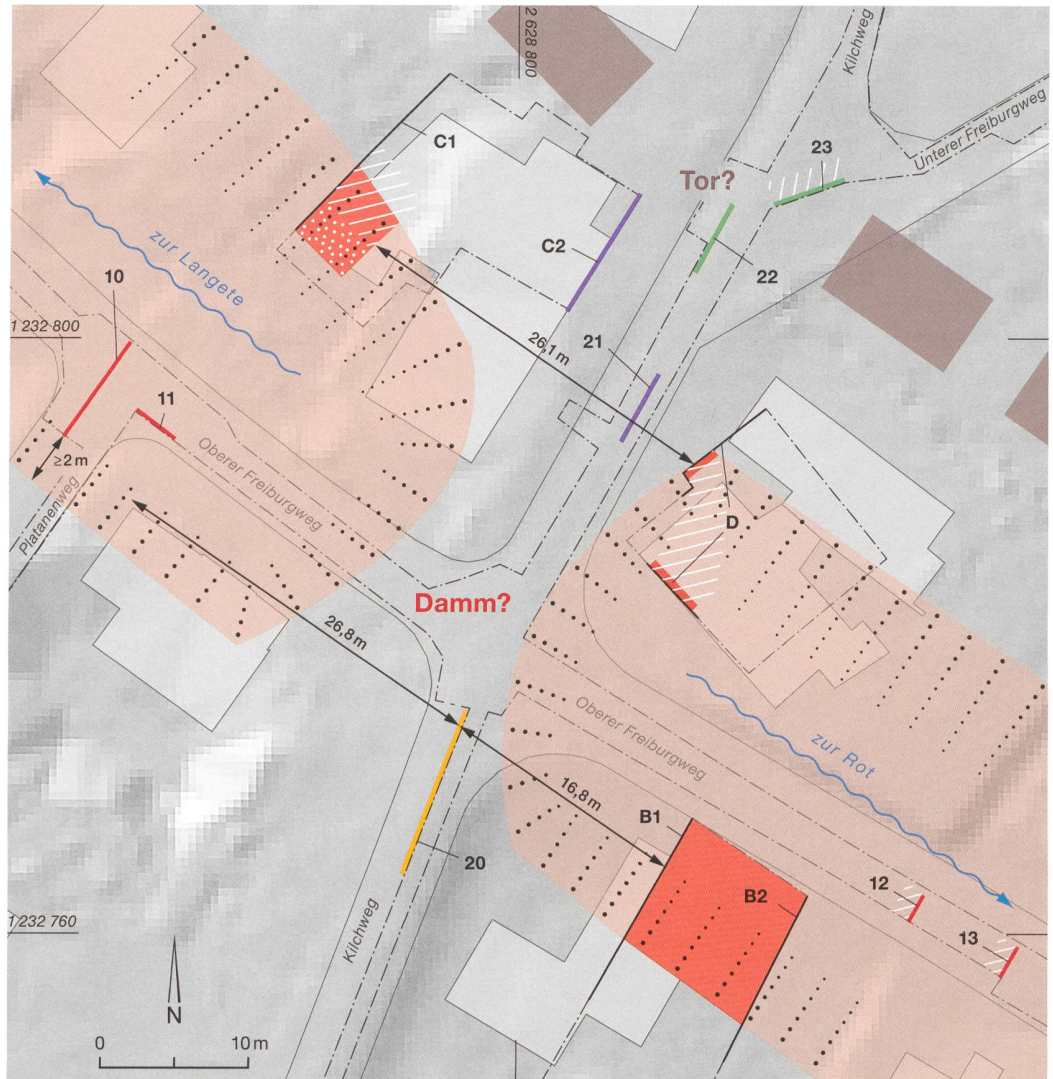 2 628 800
Kilchweg
Unterer Freiburgweg
C1
23
Tor?
zur Langete
C2
22
10
1 232 800
21
26,1 m
11
≥2 m
Oberer Freiburgweg
Platanenweg
D
Damm?
26,8 m
Oberer Freiburgweg
zur Rot
16,8 m
B1
20
B2
12
1 232 760
13
Kilchweg
N
0
10 m